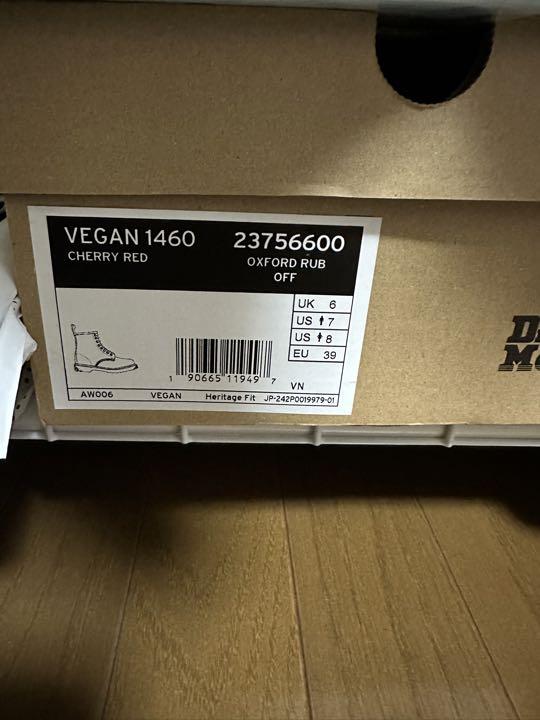 VEGAN 1460 23756600
CHERRY RED OXFORD RUB
OFF
UK 6
US 7
US 8
EU 39
1 90665 11949 7
VN
AW006 VEGAN Heritage Fit JP-242P0019979-01